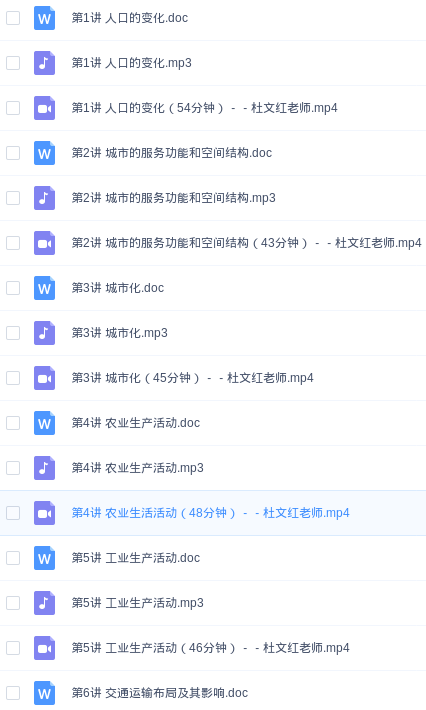 第1讲 人口的变化.doc
第1讲 人口的变化.mp3
第1讲 人口的变化（54分钟） - - 杜文红老师.mp4
第2讲 城市的服务功能和空间结构.doc
第2讲 城市的服务功能和空间结构.mp3
第2讲 城市的服务功能和空间结构（43分钟） - - 杜文红老师.mp4
第3讲 城市化.doc
第3讲 城市化.mp3
第3讲 城市化（45分钟） - - 杜文红老师.mp4
第4讲 农业生产活动.doc
第4讲 农业生产活动.mp3
第4讲 农业生活活动（48分钟） - - 杜文红老师.mp4
第5讲 工业生产活动.doc
第5讲 工业生产活动.mp3
第5讲 工业生产活动（46分钟） - - 杜文红老师.mp4
第6讲 交通运输布局及其影响.doc